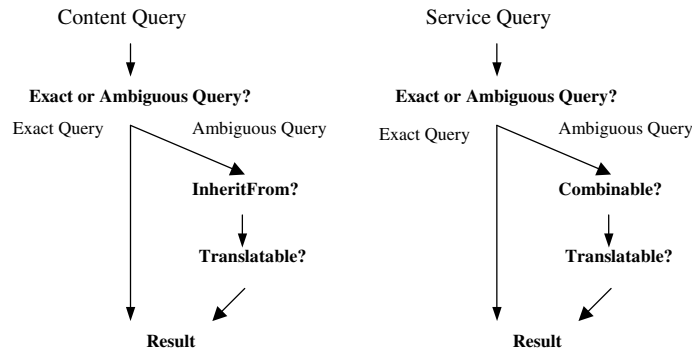 Content Query
Exact or Ambiguous Query?
Exact Query
Ambiguous Query
InheritFrom?
Translatable?
Result
Service Query
Exact or Ambiguous Query?
Exact Query
Ambiguous Query
Combinable?
Translatable?
Result